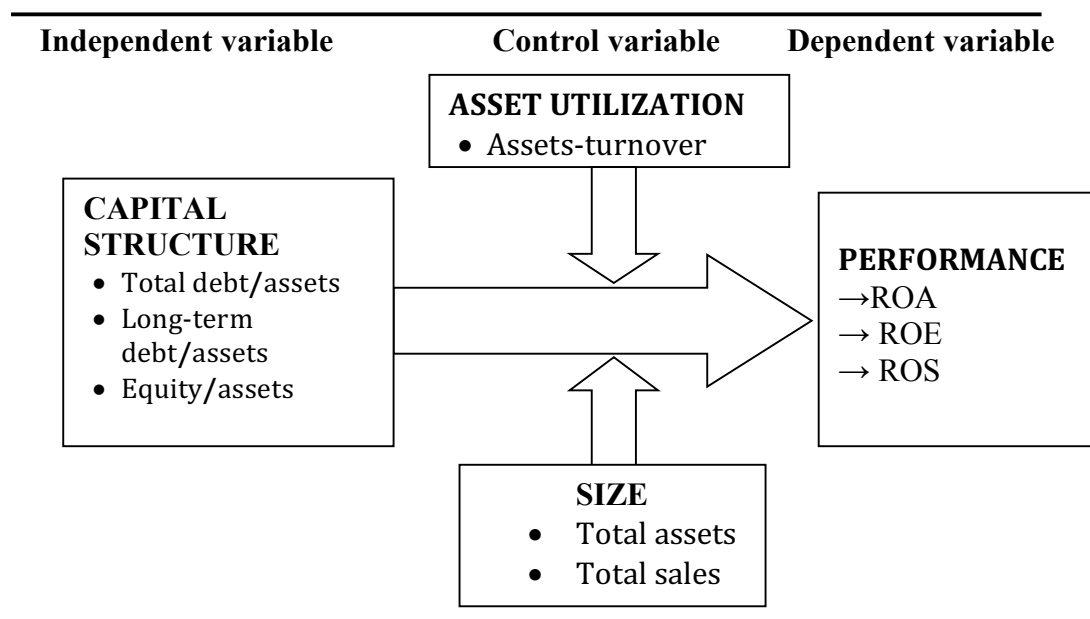 Independent variable
Control variable
Dependent variable
ASSET UTILIZATION
• Assets-turnover
CAPITAL
STRUCTURE
• Total debt/assets
• Long-term
debt/assets
• Equity/assets
PERFORMANCE
→ROA
→ ROE
→ ROS
SIZE
• Total assets
• Total sales